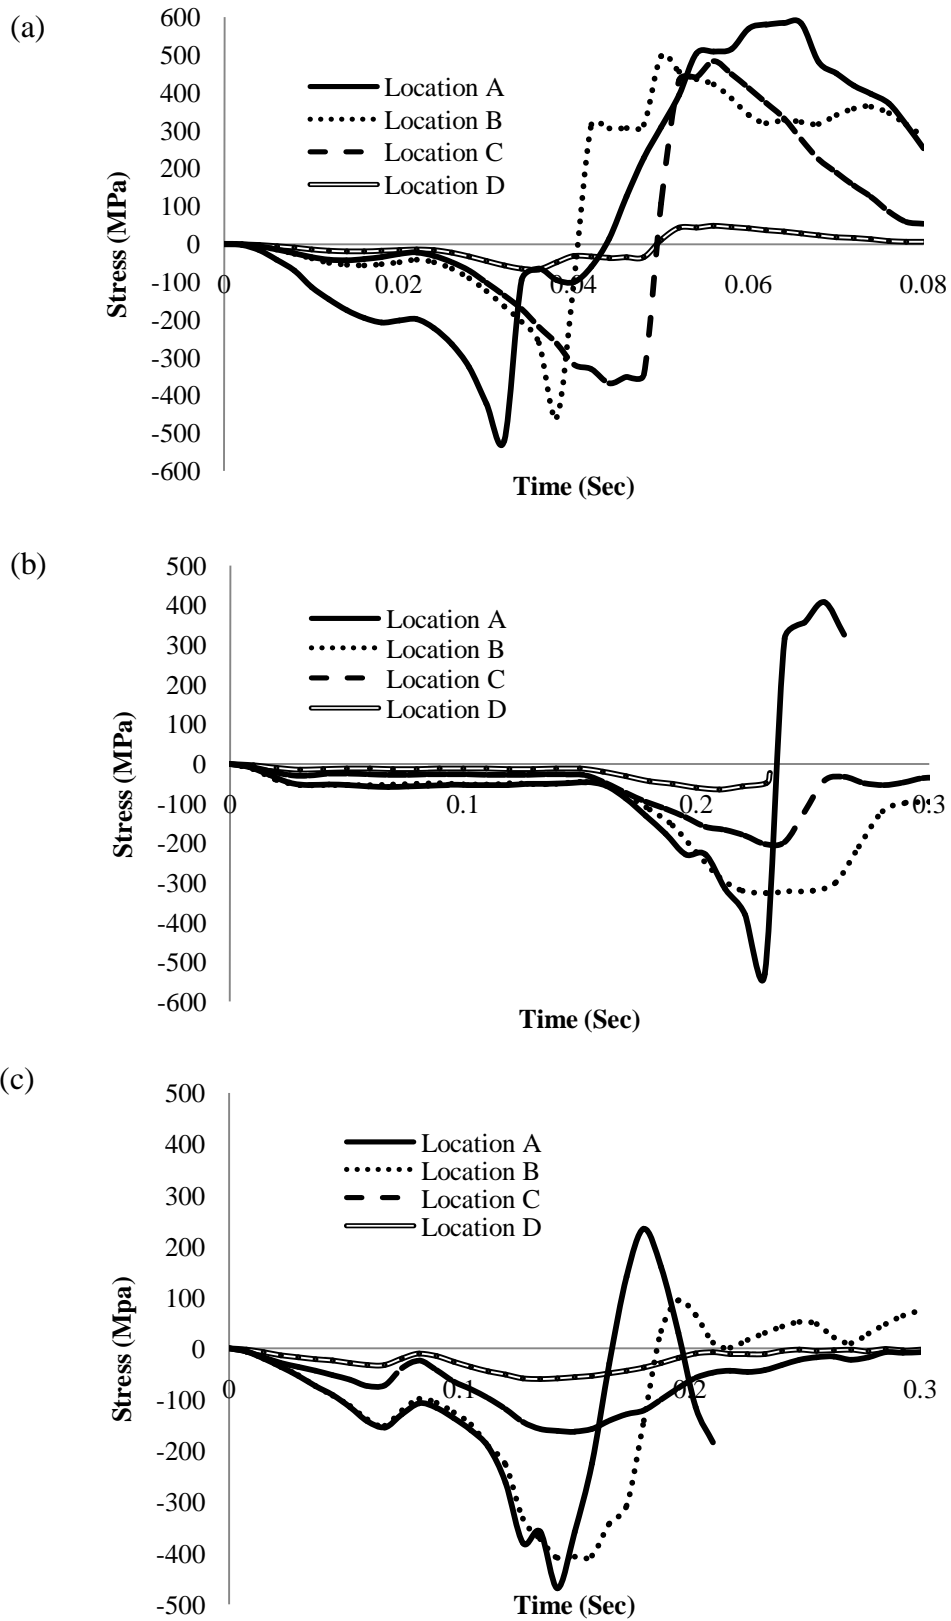 (a)
600
500
400
300
200
100
0
-100
-200
-300
-400
-500
-600
Stress (MPa)
Location A
Location B
Location C
Location D
0 0.02 0.04 0.06 0.08
Time (Sec)
(b)
500
400
300
200
100
0
-100
-200
-300
-400
-500
-600
Stress (MPa)
Location A
Location B
Location C
Location D
0 0.1 0.2 0.3
Time (Sec)
(c)
500
400
300
200
100
0
-100
-200
-300
-400
-500
Stress (Mpa)
Location A
Location B
Location C
Location D
0 0.1 0.2 0.3
Time (Sec)